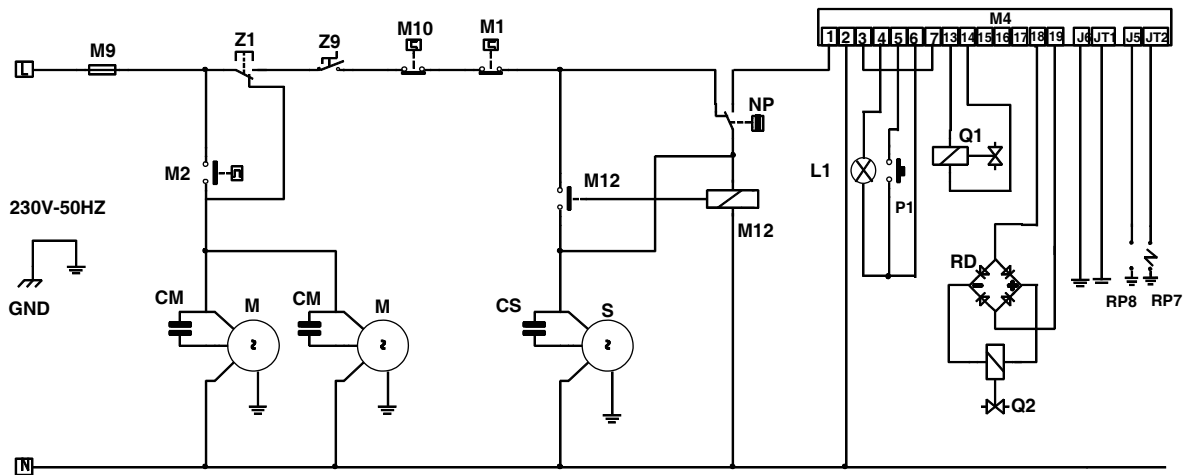 M4
1 2 3 4 5 6 7 13 14 15 16 17 18 19 J6 JT1 J5 JT2
L M9 Z1 Z9 M10 M1
NP
M2 M12 L1 P1 Q1
M12
230V-50HZ
GND
RD
RP8 RP7
CM M CM M CS S
~ ~ ~
- +
Q2
N